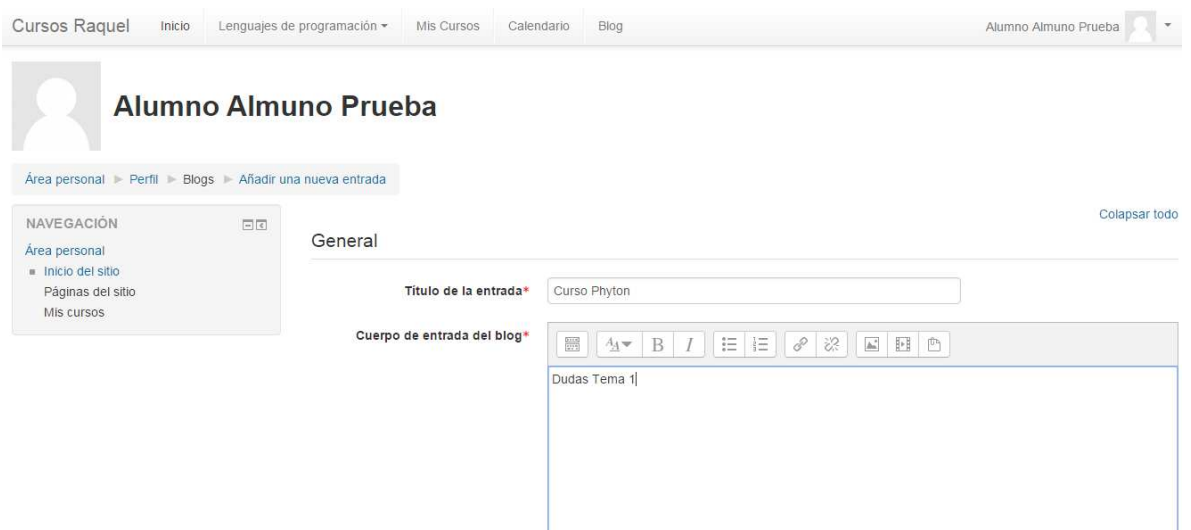 Cursos Raquel Inicio Lenguajes de programación Mis Cursos Calendario Blog Alumno Almuno Prueba
Alumno Almuno Prueba
Área personal Perfil Blogs Añadir una nueva entrada
Colapsar todo
NAVEGACIÓN
Área personal
Inicio del sitio
Páginas del sitio
Mis cursos
General
Título de la entrada* Curso Phyton
Cuerpo de entrada del blog*
Dudas Tema 1